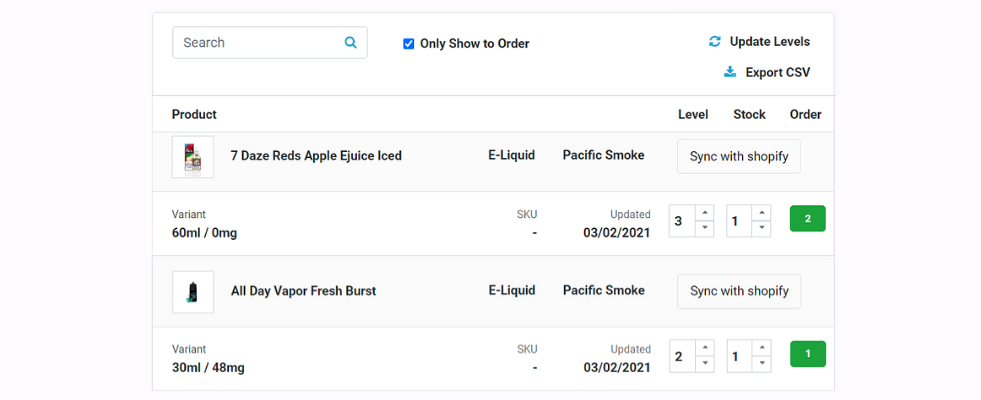 Search
Only Show to Order
Update Levels
Export CSV
Product Level Stock Order
7 Daze Reds Apple Ejuice Iced E-Liquid Pacific Smoke Sync with shopify
Variant SKU Updated
60ml / 0mg - 03/02/2021 3 1 2
All Day Vapor Fresh Burst E-Liquid Pacific Smoke Sync with shopify
Variant SKU Updated
30ml / 48mg - 03/02/2021 2 1 1